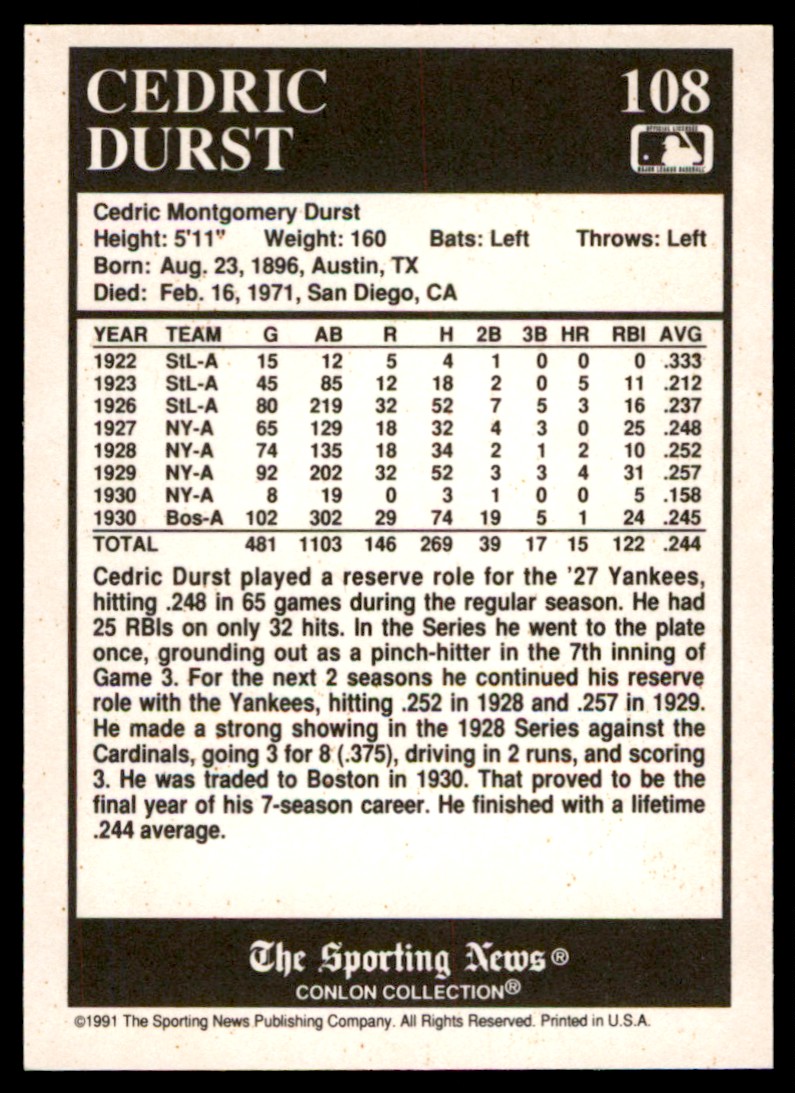 CEDRIC 108
DURST
OFFICIAL LICENSEE
MAJOR LEAGUE BASEBALL
Cedric Montgomery Durst
Height: 5'11" Weight: 160 Bats: Left Throws: Left
Born: Aug. 23, 1896, Austin, TX
Died: Feb. 16, 1971, San Diego, CA
YEAR TEAM G AB R H 2B 3B HR RBI AVG
1922 StL-A 15 12 5 4 1 0 0 0 .333
1923 StL-A 45 85 12 18 2 0 5 11 .212
1926 StL-A 80 219 32 52 7 5 3 16 .237
1927 NY-A 65 129 18 32 4 3 0 25 .248
1928 NY-A 74 135 18 34 2 1 2 10 .252
1929 NY-A 92 202 32 52 3 3 4 31 .257
1930 NY-A 8 19 0 3 1 0 0 5 .158
1930 Bos-A 102 302 29 74 19 5 1 24 .245
TOTAL 481 1103 146 269 39 17 15 122 .244
Cedric Durst played a reserve role for the '27 Yankees,
hitting .248 in 65 games during the regular season. He had
25 RBIs on only 32 hits. In the Series he went to the plate
once, grounding out as a pinch-hitter in the 7th inning of
Game 3. For the next 2 seasons he continued his reserve
role with the Yankees, hitting .252 in 1928 and .257 in 1929.
He made a strong showing in the 1928 Series against the
Cardinals, going 3 for 8 (.375), driving in 2 runs, and scoring
3. He was traded to Boston in 1930. That proved to be the
final year of his 7-season career. He finished with a lifetime
.244 average.
The Sporting News®
CONLON COLLECTION®
©1991 The Sporting News Publishing Company. All Rights Reserved. Printed in U.S.A.